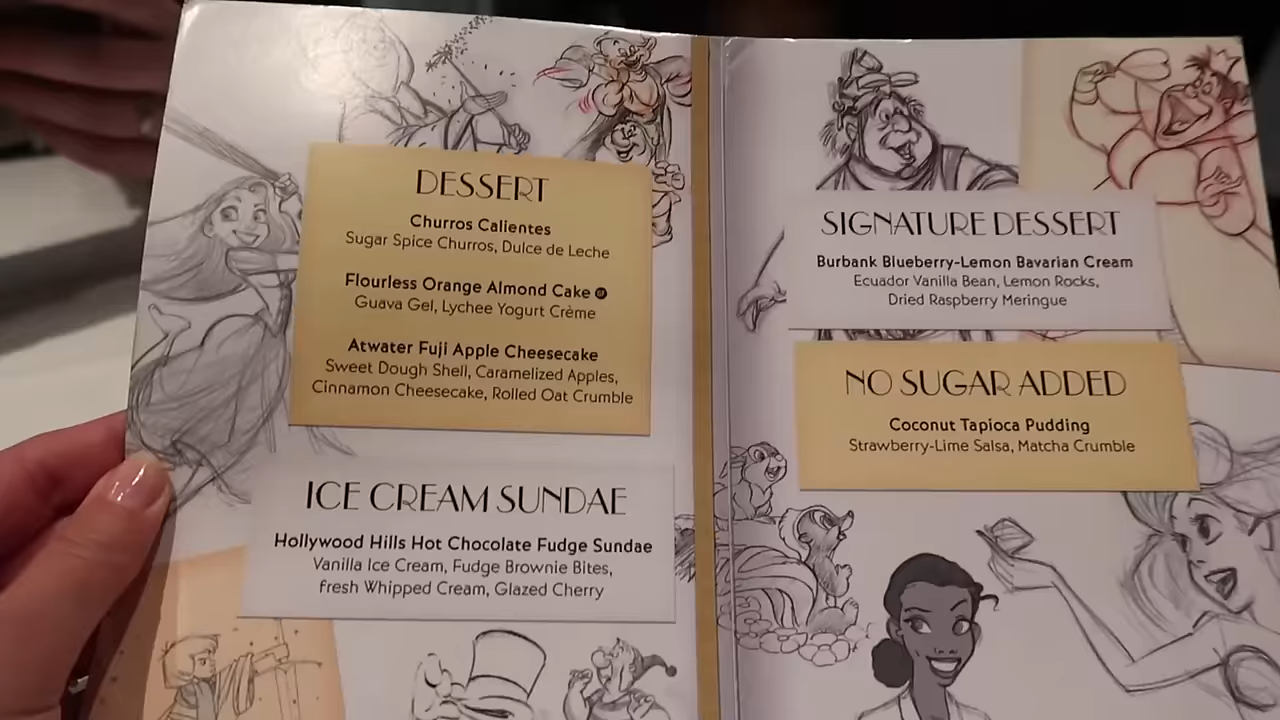 DESSERT
Churros Calientes
Sugar Spice Churros, Dulce de Leche
Flourless Orange Almond Cake GF
Guava Gel, Lychee Yogurt Crème
Atwater Fuji Apple Cheesecake
Sweet Dough Shell, Caramelized Apples,
Cinnamon Cheesecake, Rolled Oat Crumble
ICE CREAM SUNDAE
Hollywood Hills Hot Chocolate Fudge Sundae
Vanilla Ice Cream, Fudge Brownie Bites,
fresh Whipped Cream, Glazed Cherry
SIGNATURE DESSERT
Burbank Blueberry-Lemon Bavarian Cream
Ecuador Vanilla Bean, Lemon Rocks,
Dried Raspberry Meringue
NO SUGAR ADDED
Coconut Tapioca Pudding
Strawberry-Lime Salsa, Matcha Crumble